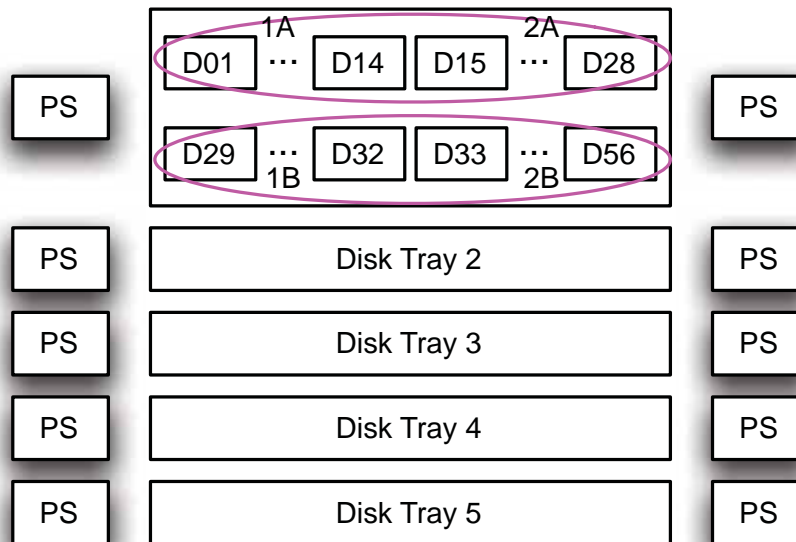 1A 2A
D01 ... D14 D15 ... D28
PS PS
D29 ... D32 D33 ... D56
1B 2B
PS Disk Tray 2 PS
PS Disk Tray 3 PS
PS Disk Tray 4 PS
PS Disk Tray 5 PS